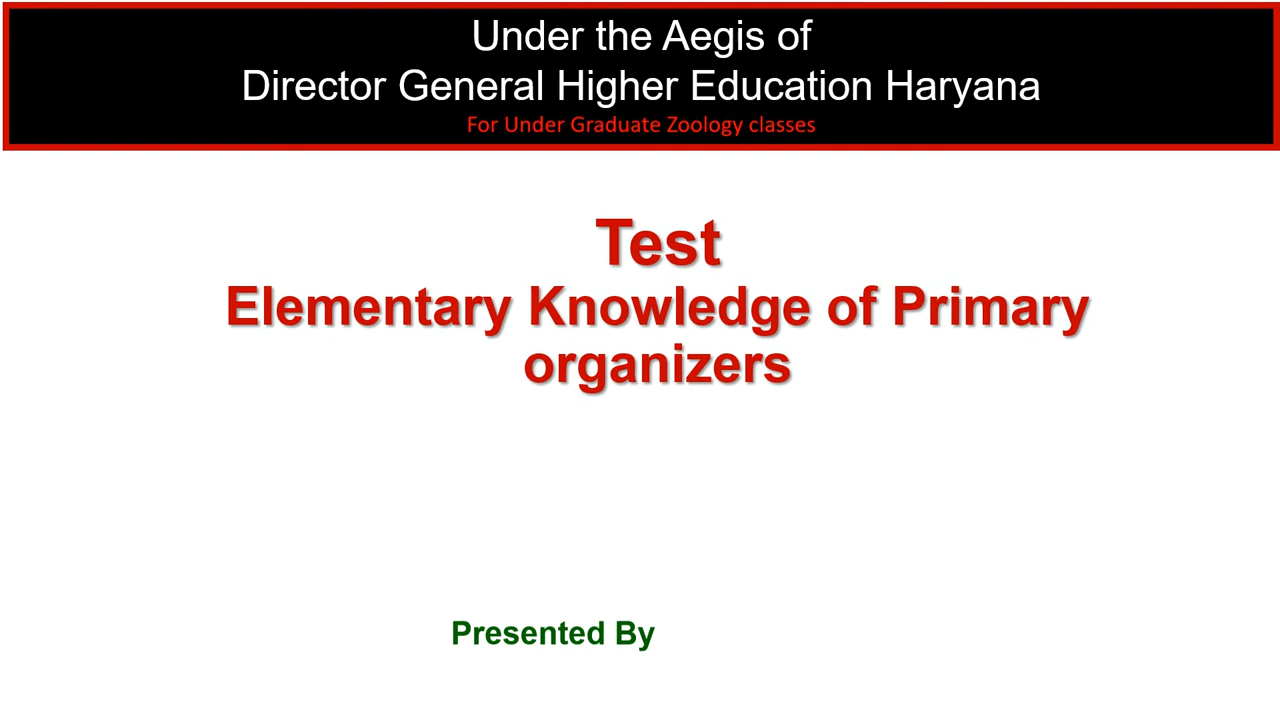 Under the Aegis of
Director General Higher Education Haryana
For Under Graduate Zoology classes
Test
Elementary Knowledge of Primary
organizers
Presented By